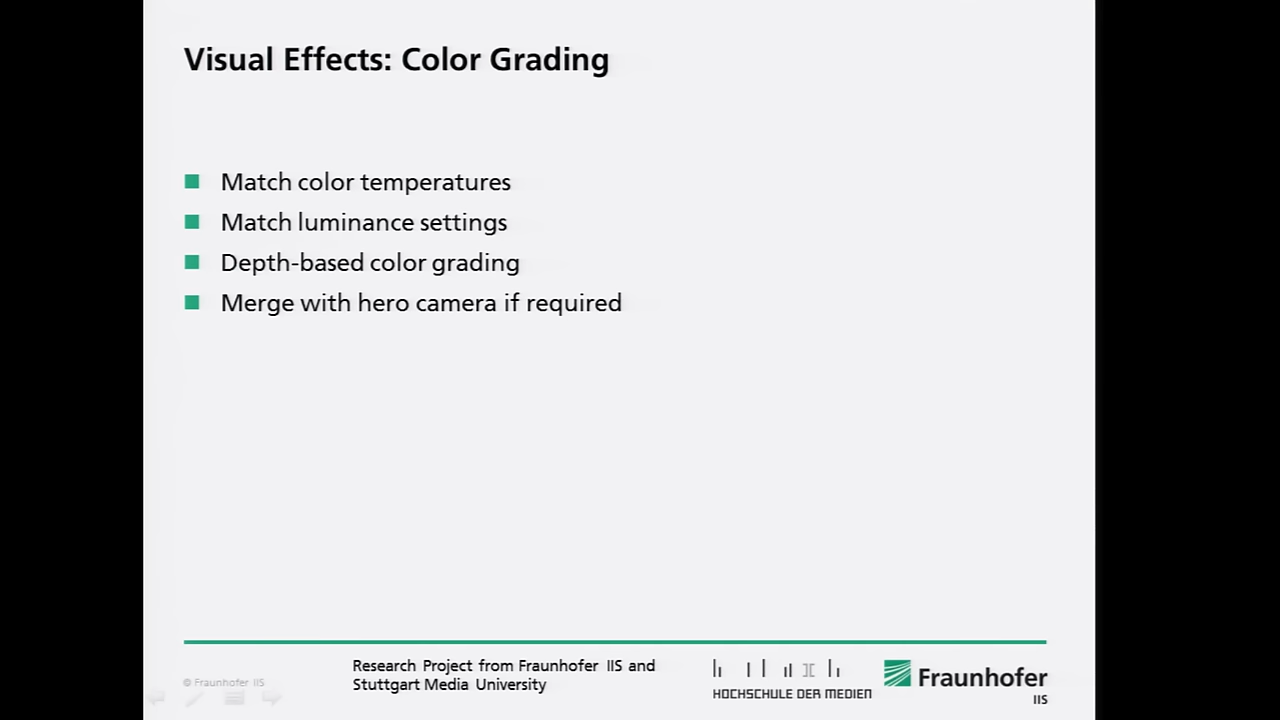 Visual Effects: Color Grading
Match color temperatures
Match luminance settings
Depth-based color grading
Merge with hero camera if required
© Fraunhofer IIS
Research Project from Fraunhofer IIS and
Stuttgart Media University
HOCHSCHULE DER MEDIEN
Fraunhofer
IIS